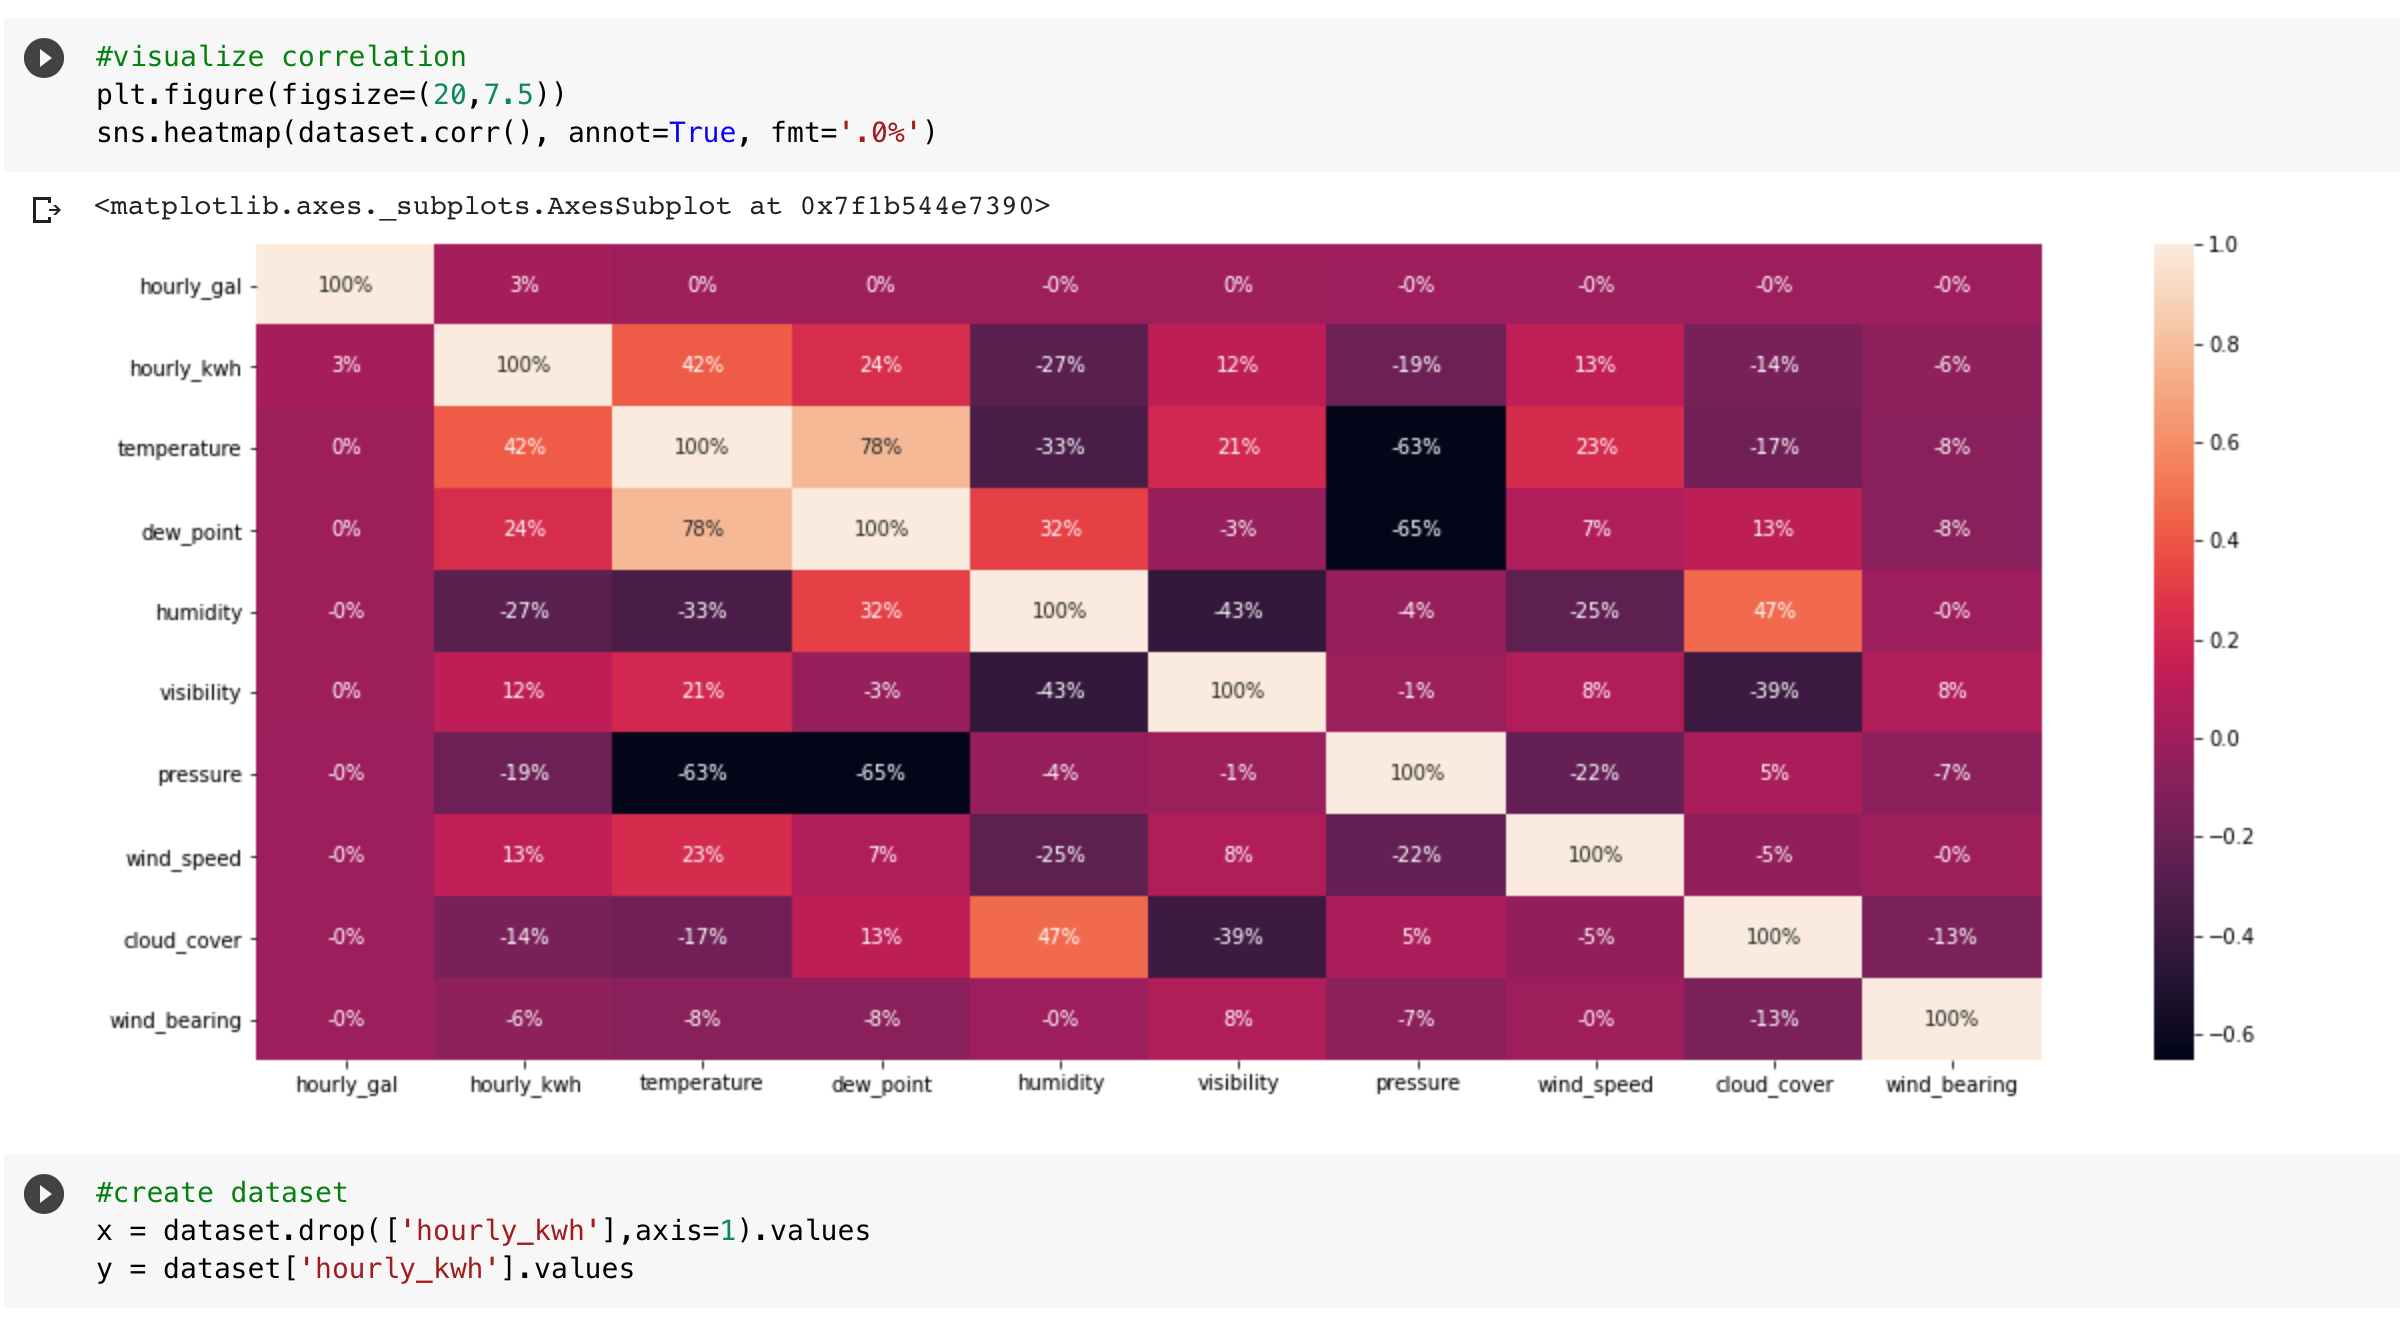 #visualize correlation
plt.figure(figsize=(20,7.5))
sns.heatmap(dataset.corr(), annot=True, fmt='.0%')
<matplotlib.axes._subplots.AxesSubplot at 0x7f1b544e7390>
hourly_gal 100% 3% 0% 0% -0% 0% -0% -0% -0% -0%
hourly_kwh 3% 100% 42% 24% -27% 12% -19% 13% -14% -6%
temperature 0% 42% 100% 78% -33% 21% -63% 23% -17% -8%
dew_point 0% 24% 78% 100% 32% -3% -65% 7% 13% -8%
humidity -0% -27% -33% 32% 100% -43% -4% -25% 47% -0%
visibility 0% 12% 21% -3% -43% 100% -1% 8% -39% 8%
pressure -0% -19% -63% -65% -4% -1% 100% -22% 5% -7%
wind_speed -0% 13% 23% 7% -25% 8% -22% 100% -5% -0%
cloud_cover -0% -14% -17% 13% 47% -39% 5% -5% 100% -13%
wind_bearing -0% -6% -8% -8% -0% 8% -7% -0% -13% 100%
hourly_gal hourly_kwh temperature dew_point humidity visibility pressure wind_speed cloud_cover wind_bearing
1.0
0.8
0.6
0.4
0.2
0.0
−0.2
−0.4
−0.6
#create dataset
x = dataset.drop(['hourly_kwh'],axis=1).values
y = dataset['hourly_kwh'].values